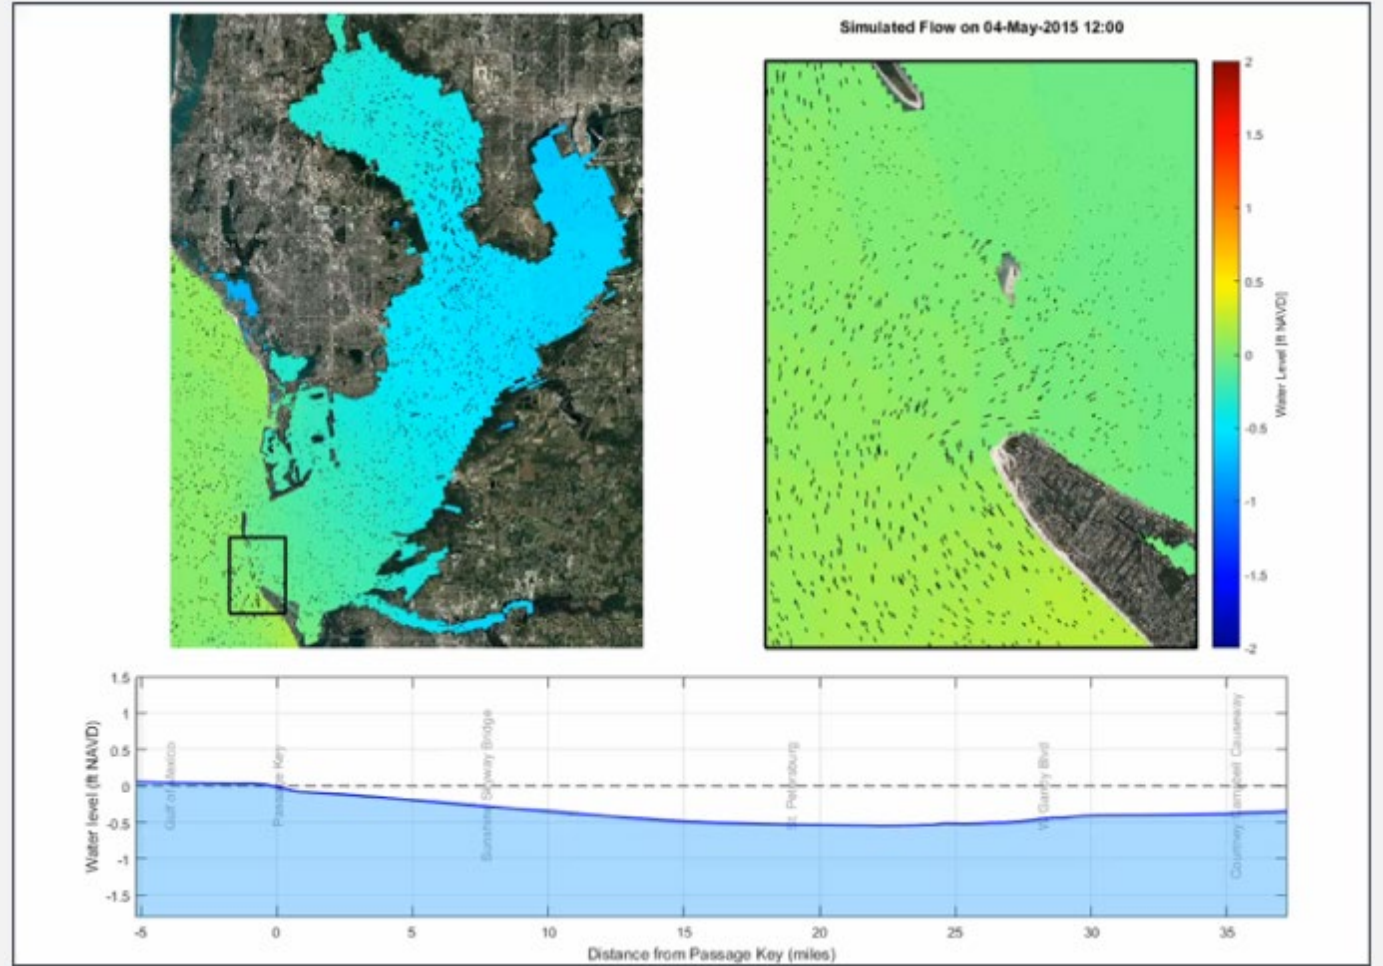 Simulated Flow on 04-May-2015 12:00
2
1.5
1
0.5
0
-0.5
-1
-1.5
-2
Water Level [ft NAVD]
1.5
1
0.5
0
-0.5
-1
-1.5
Water level (ft NAVD)
Gulf of Mexico
Passage Key
Sunshine Skyway Bridge
St. Petersburg
W Gandy Blvd
Courtney Campbell Causeway
-5
0
5
10
15
20
25
30
35
Distance from Passage Key (miles)